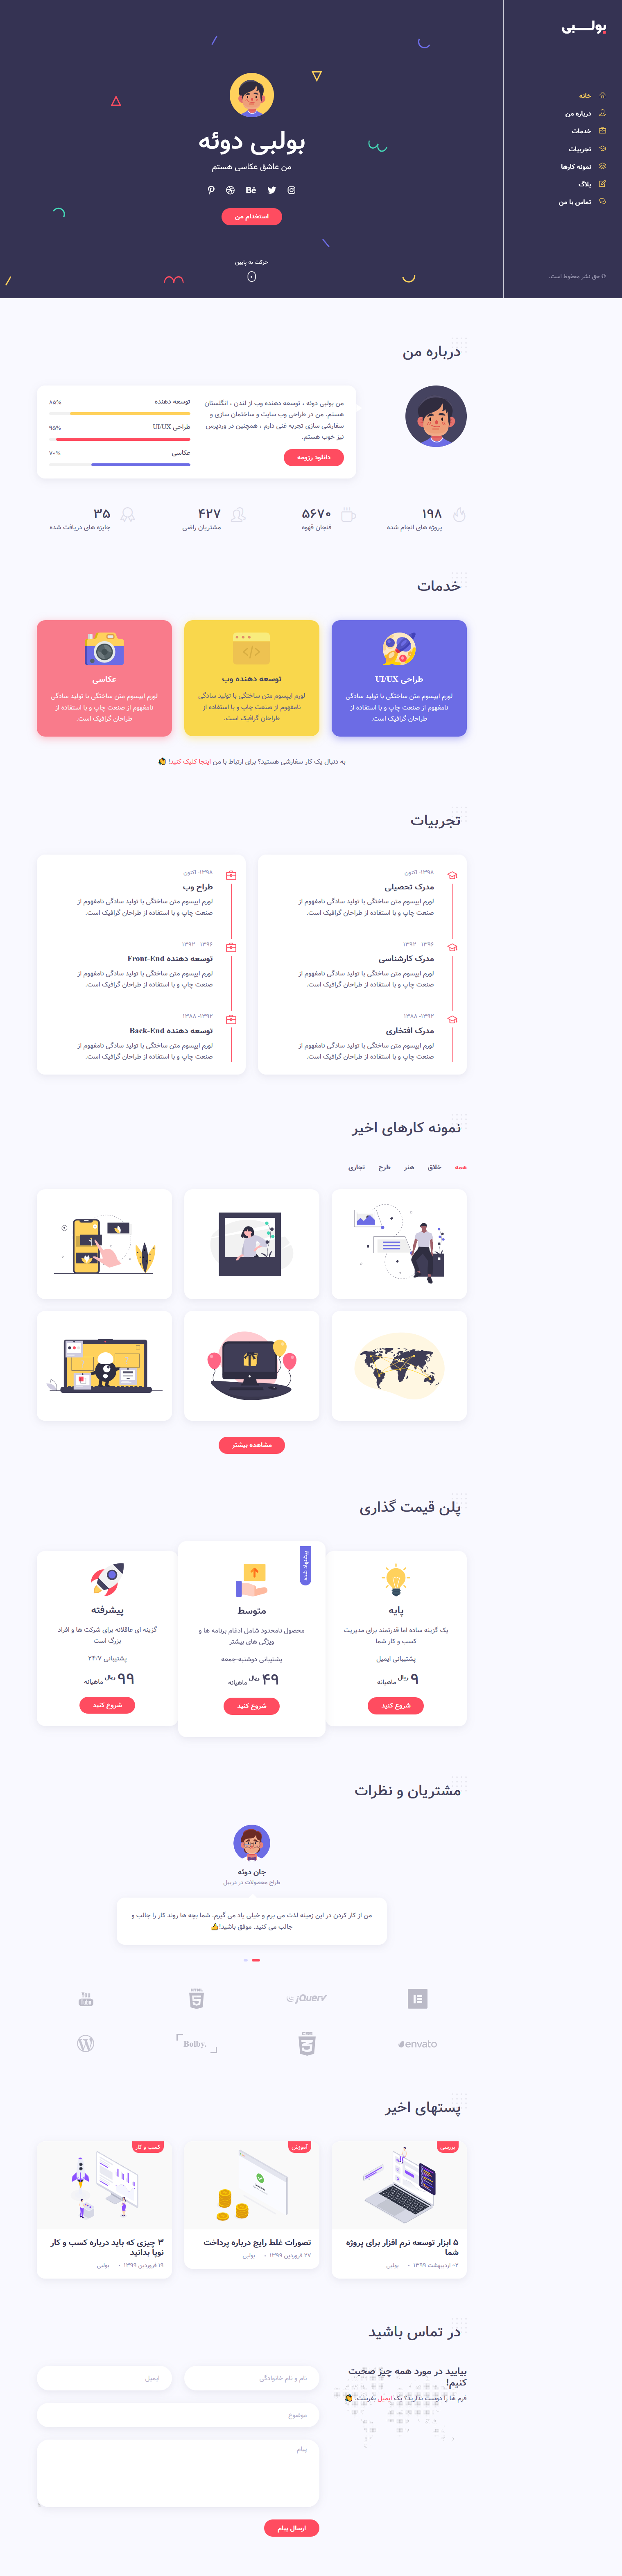 بولـــبی
خانه
درباره من
خدمات
تجربیات
نمونه کارها
بلاگ
تماس با من
© حق نشر محفوظ است.
بولبی دوئه
من عاشق عکاسی هستم
استخدام من
حرکت به پایین
درباره من
من بولبی دوئه ، توسعه دهنده وب از لندن ، انگلستان
هستم. من در طراحی وب سایت و ساختمان سازی و
سفارشی سازی تجربه غنی دارم ، همچنین در وردپرس
نیز خوب هستم.
دانلود رزومه
توسعه دهنده ۸۵%
طراحی UI/UX ۹۵%
عکاسی ۷۰%
۱۹۸
پروژه های انجام شده
۵۶۷۰
فنجان قهوه
۴۲۷
مشتریان راضی
۳۵
جایزه های دریافت شده
خدمات
طراحی UI/UX
لورم ایپسوم متن ساختگی با تولید سادگی
نامفهوم از صنعت چاپ و با استفاده از
طراحان گرافیک است.
توسعه دهنده وب
لورم ایپسوم متن ساختگی با تولید سادگی
نامفهوم از صنعت چاپ و با استفاده از
طراحان گرافیک است.
عکاسی
لورم ایپسوم متن ساختگی با تولید سادگی
نامفهوم از صنعت چاپ و با استفاده از
طراحان گرافیک است.
به دنبال یک کار سفارشی هستید؟ برای ارتباط با من اینجا کلیک کنید! 👋
تجربیات
۱۳۹۸- اکنون
مدرک تحصیلی
لورم ایپسوم متن ساختگی با تولید سادگی نامفهوم از
صنعت چاپ و با استفاده از طراحان گرافیک است.
۱۳۹۶ - ۱۳۹۲
مدرک کارشناسی
لورم ایپسوم متن ساختگی با تولید سادگی نامفهوم از
صنعت چاپ و با استفاده از طراحان گرافیک است.
۱۳۹۲- ۱۳۸۸
مدرک افتخاری
لورم ایپسوم متن ساختگی با تولید سادگی نامفهوم از
صنعت چاپ و با استفاده از طراحان گرافیک است.
۱۳۹۸- اکنون
طراح وب
لورم ایپسوم متن ساختگی با تولید سادگی نامفهوم از
صنعت چاپ و با استفاده از طراحان گرافیک است.
۱۳۹۶ - ۱۳۹۲
توسعه دهنده Front-End
لورم ایپسوم متن ساختگی با تولید سادگی نامفهوم از
صنعت چاپ و با استفاده از طراحان گرافیک است.
۱۳۹۲- ۱۳۸۸
توسعه دهنده Back-End
لورم ایپسوم متن ساختگی با تولید سادگی نامفهوم از
صنعت چاپ و با استفاده از طراحان گرافیک است.
نمونه کارهای اخیر
همه خلاق هنر طرح تجاری
مشاهده بیشتر
پلن قیمت گذاری
پایه
یک گزینه ساده اما قدرتمند برای مدیریت
کسب و کار شما
پشتیبانی ایمیل
۹ ریال ماهیانه
شروع کنید
پیشنهاد شده
متوسط
محصول نامحدود شامل ادغام برنامه ها و
ویژگی های بیشتر
پشتیبانی دوشنبه-جمعه
۴۹ ریال ماهیانه
شروع کنید
پیشرفته
گزینه ای عاقلانه برای شرکت ها و افراد
بزرگ است
پشتیبانی ۲۴/۷
۹۹ ریال ماهیانه
شروع کنید
مشتریان و نظرات
جان دوئه
طراح محصولات در دریبل
من از کار کردن در این زمینه لذت می برم و خیلی یاد می گیرم. شما بچه ها روند کار را جالب و
جالب می کنید. موفق باشید!👍
jQuery
HTML
You
Tube
envato
CSS
Bolby.
پستهای اخیر
بررسی
۵ ابزار توسعه نرم افزار برای پروژه
شما
۰۲ اردیبهشت ۱۳۹۹ • بولبی
آموزش
تصورات غلط رایج درباره پرداخت
۲۷ فروردین ۱۳۹۹ • بولبی
کسب و کار
۳ چیزی که باید درباره کسب و کار
نوپا بدانید
۱۹ فروردین ۱۳۹۹ • بولبی
در تماس باشید
بیایید در مورد همه چیز صحبت
کنیم!
فرم ها را دوست ندارید؟ یک ایمیل بفرست. 👋
نام و نام خانوادگی
ایمیل
موضوع
پیام
ارسال پیام